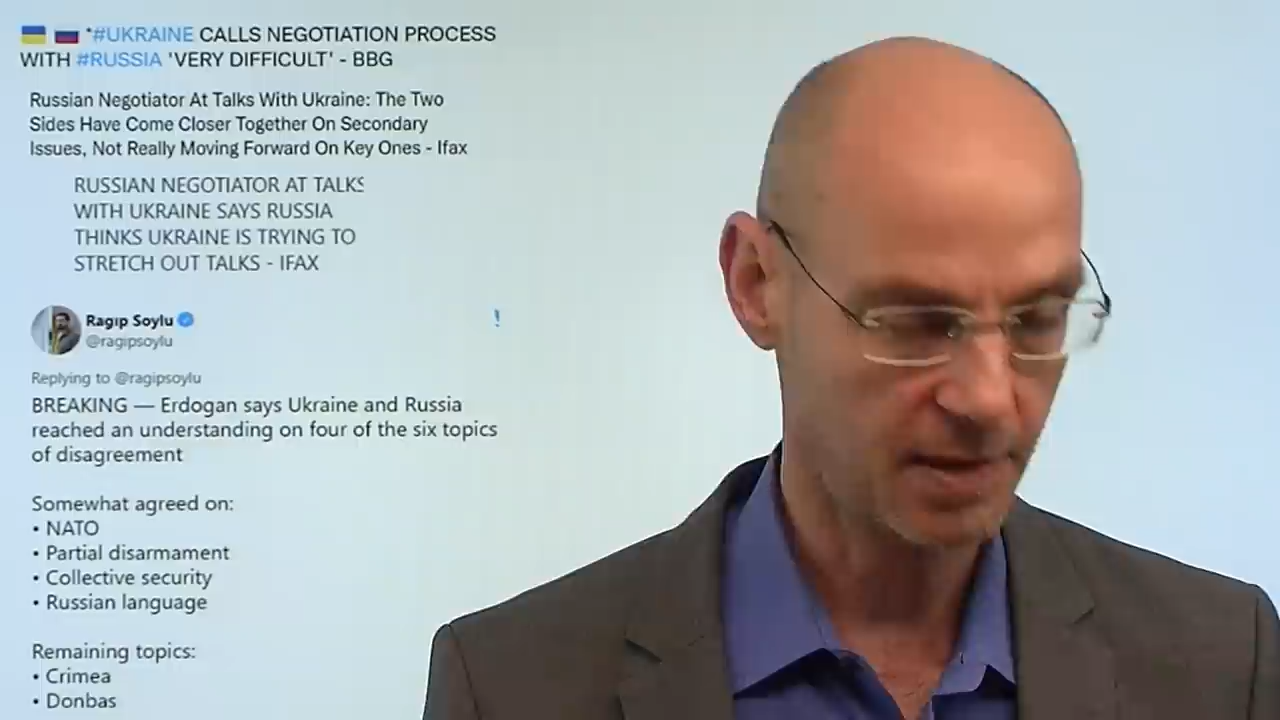 *#UKRAINE CALLS NEGOTIATION PROCESS
WITH #RUSSIA 'VERY DIFFICULT' - BBG
Russian Negotiator At Talks With Ukraine: The Two
Sides Have Come Closer Together On Secondary
Issues, Not Really Moving Forward On Key Ones - Ifax
RUSSIAN NEGOTIATOR AT TALKS
WITH UKRAINE SAYS RUSSIA
THINKS UKRAINE IS TRYING TO
STRETCH OUT TALKS - IFAX
Ragıp Soylu
@ragipsoylu
!
Replying to @ragipsoylu
BREAKING — Erdogan says Ukraine and Russia
reached an understanding on four of the six topics
of disagreement
Somewhat agreed on:
• NATO
• Partial disarmament
• Collective security
• Russian language
Remaining topics:
• Crimea
• Donbas